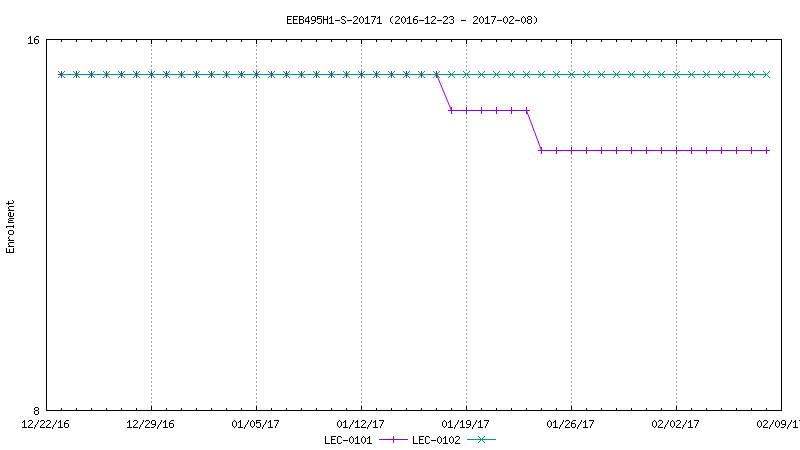 EEB495H1-S-20171 (2016-12-23 - 2017-02-08)
16
Enrolment
8
12/22/16 12/29/16 01/05/17 01/12/17 01/19/17 01/26/17 02/02/17 02/09/1
LEC-0101 LEC-0102